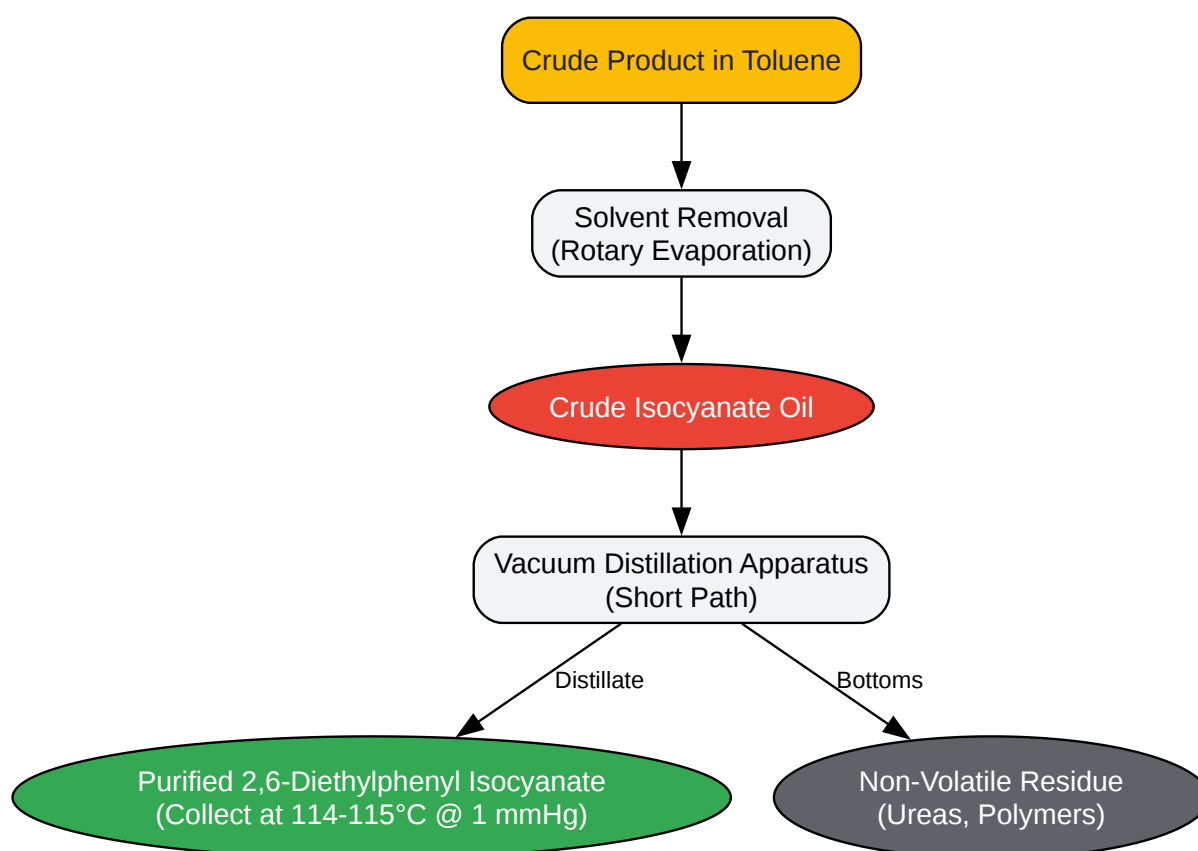 Crude Product in Toluene
Solvent Removal
(Rotary Evaporation)
Crude Isocyanate Oil
Vacuum Distillation Apparatus
(Short Path)
Distillate
Bottoms
Purified 2,6-Diethylphenyl Isocyanate
(Collect at 114-115°C @ 1 mmHg)
Non-Volatile Residue
(Ureas, Polymers)